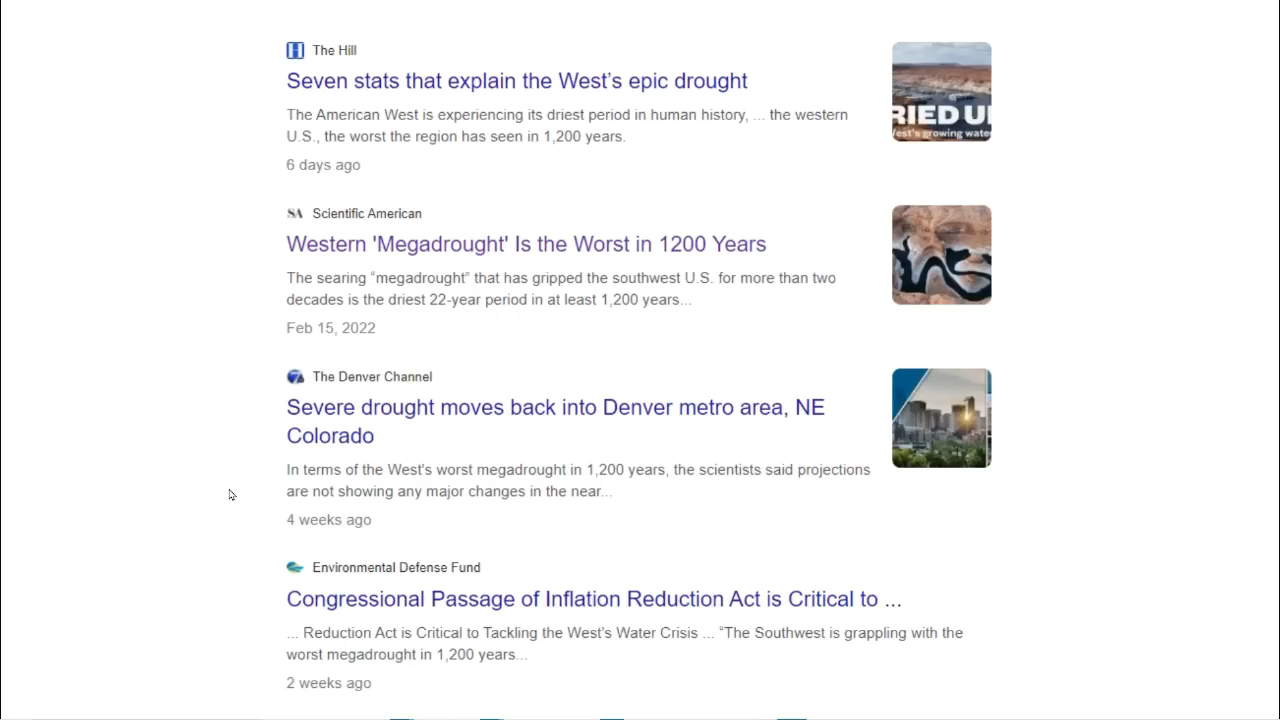 The Hill
Seven stats that explain the West’s epic drought
The American West is experiencing its driest period in human history, ... the western
U.S., the worst the region has seen in 1,200 years.
6 days ago
RIED U
est's growing wate
SA Scientific American
Western 'Megadrought' Is the Worst in 1200 Years
The searing “megadrought” that has gripped the southwest U.S. for more than two
decades is the driest 22-year period in at least 1,200 years...
Feb 15, 2022
7 The Denver Channel
Severe drought moves back into Denver metro area, NE
Colorado
In terms of the West's worst megadrought in 1,200 years, the scientists said projections
are not showing any major changes in the near...
4 weeks ago
Environmental Defense Fund
Congressional Passage of Inflation Reduction Act is Critical to ...
... Reduction Act is Critical to Tackling the West's Water Crisis ... “The Southwest is grappling with the
worst megadrought in 1,200 years...
2 weeks ago